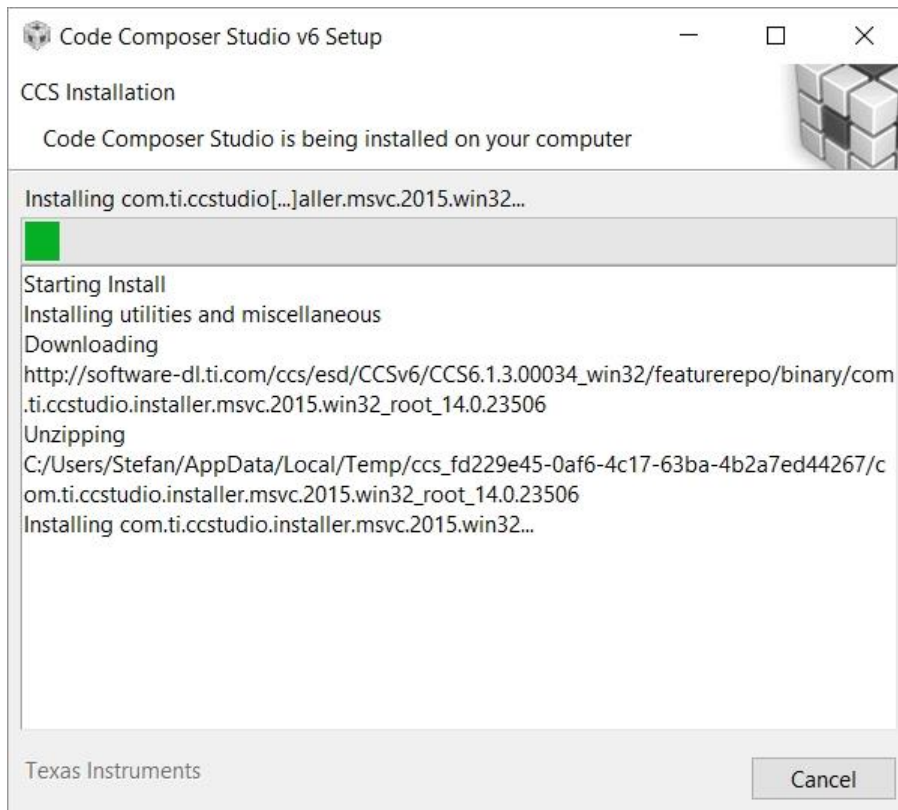 Code Composer Studio v6 Setup
CCS Installation
Code Composer Studio is being installed on your computer
Installing com.ti.ccstudio[...]aller.msvc.2015.win32...
Starting Install
Installing utilities and miscellaneous
Downloading
http://software-dl.ti.com/ccs/esd/CCSv6/CCS6.1.3.00034_win32/featurerepo/binary/com
.ti.ccstudio.installer.msvc.2015.win32_root_14.0.23506
Unzipping
C:/Users/Stefan/AppData/Local/Temp/ccs_fd229e45-0af6-4c17-63ba-4b2a7ed44267/c
om.ti.ccstudio.installer.msvc.2015.win32_root_14.0.23506
Installing com.ti.ccstudio.installer.msvc.2015.win32...
Texas Instruments
Cancel